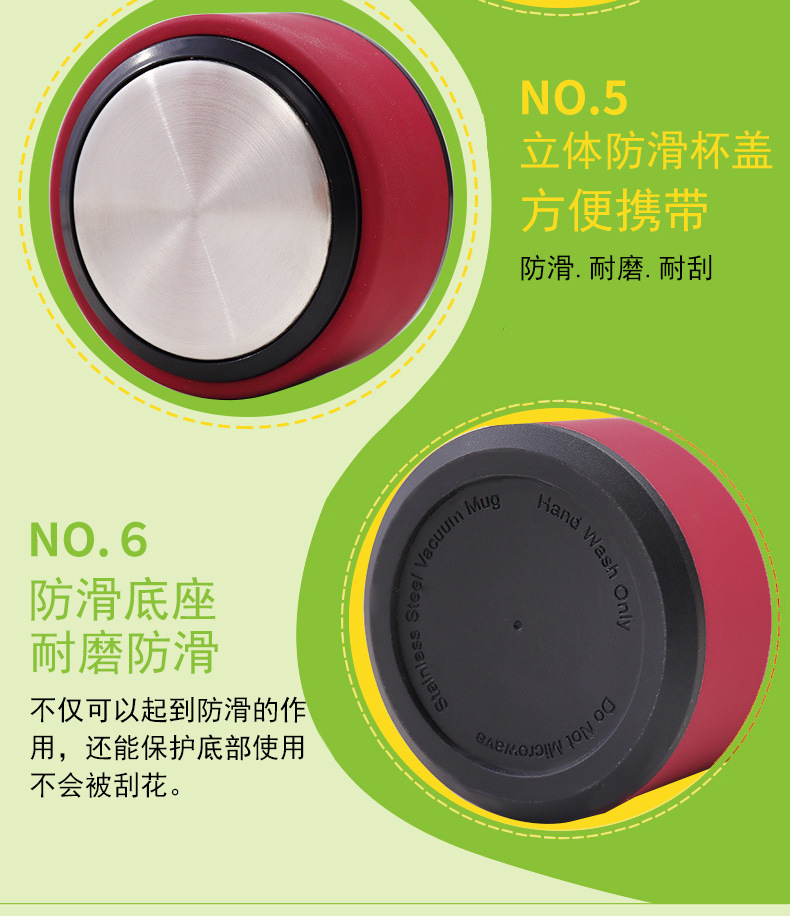 NO.5
立体防滑杯盖
方便携带
防滑. 耐磨. 耐刮
Stainless Steel Vacuum Mug
Hand Wash Only
Do Not Microwave
NO. 6
防滑底座
耐磨防滑
不仅可以起到防滑的作
用，还能保护底部使用
不会被刮花。